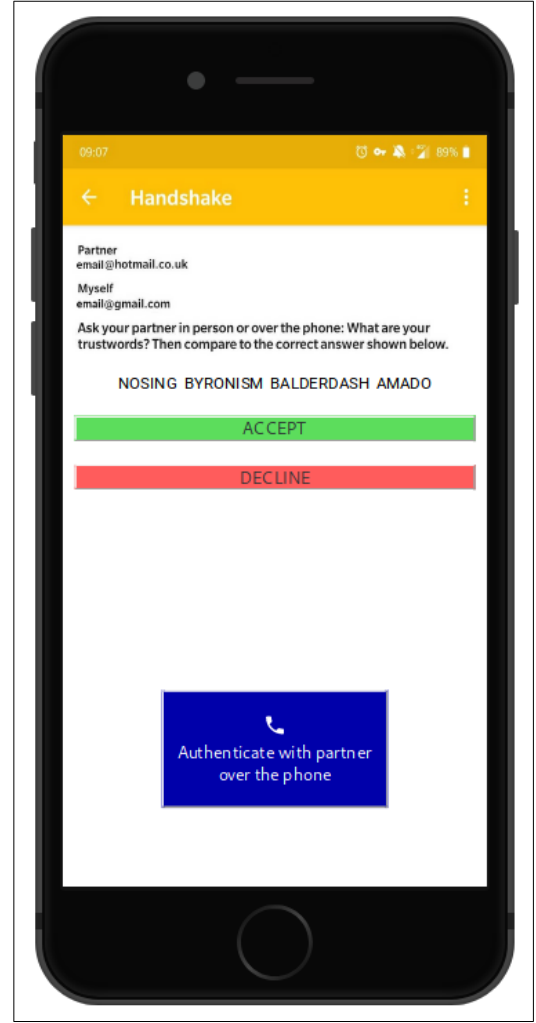 09:07 89%
Handshake
Partner
email@hotmail.co.uk
Myself
email@gmail.com
Ask your partner in person or over the phone: What are your
trustwords? Then compare to the correct answer shown below.
NOSING BYRONISM BALDERDASH AMADO
ACCEPT
DECLINE
Authenticate with partner
over the phone